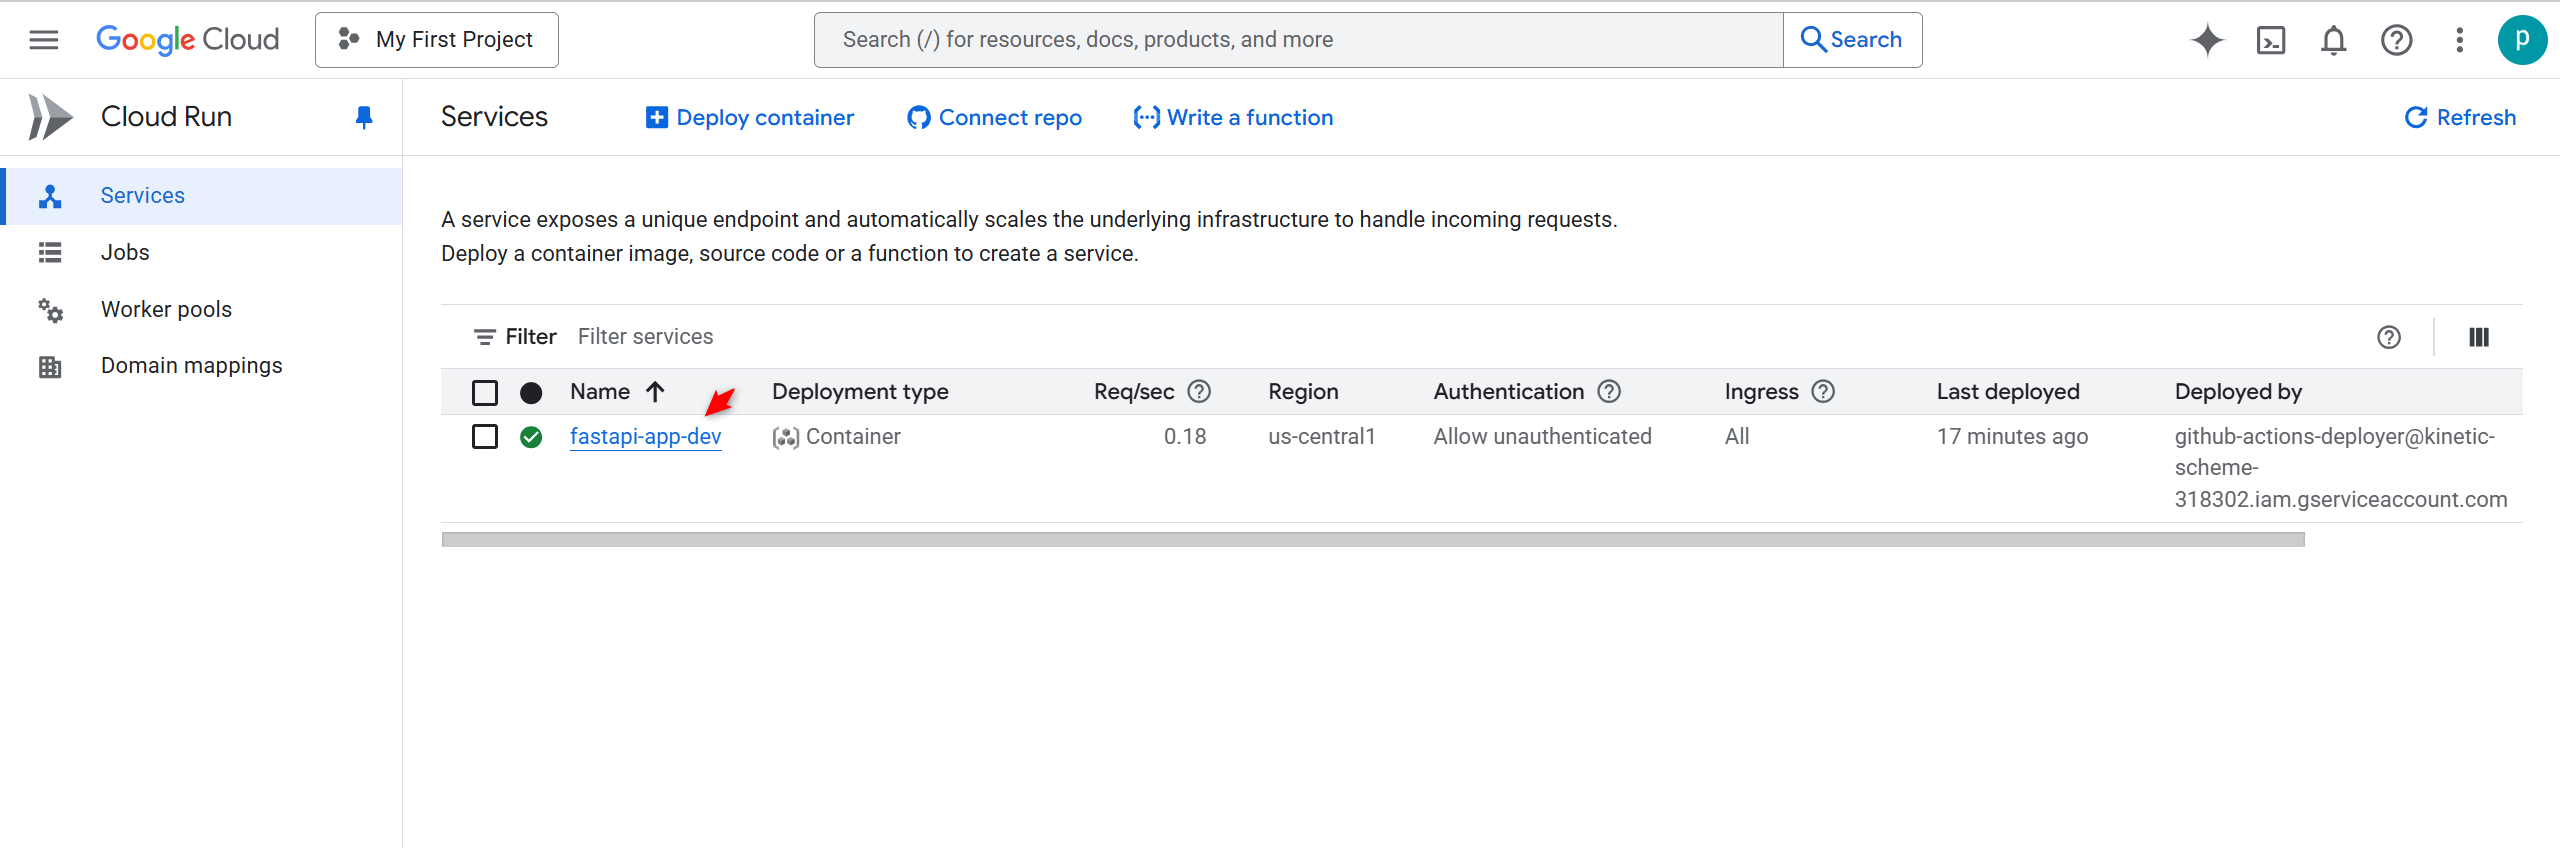 Google Cloud
My First Project
Search (/) for resources, docs, products, and more
Search
p
Cloud Run
Services
Deploy container
Connect repo
Write a function
Refresh
Services
Jobs
Worker pools
Domain mappings
A service exposes a unique endpoint and automatically scales the underlying infrastructure to handle incoming requests.
Deploy a container image, source code or a function to create a service.
Filter Filter services
Name Deployment type Req/sec Region Authentication Ingress Last deployed Deployed by
fastapi-app-dev Container 0.18 us-central1 Allow unauthenticated All 17 minutes ago github-actions-deployer@kinetic-
scheme-
318302.iam.gserviceaccount.com